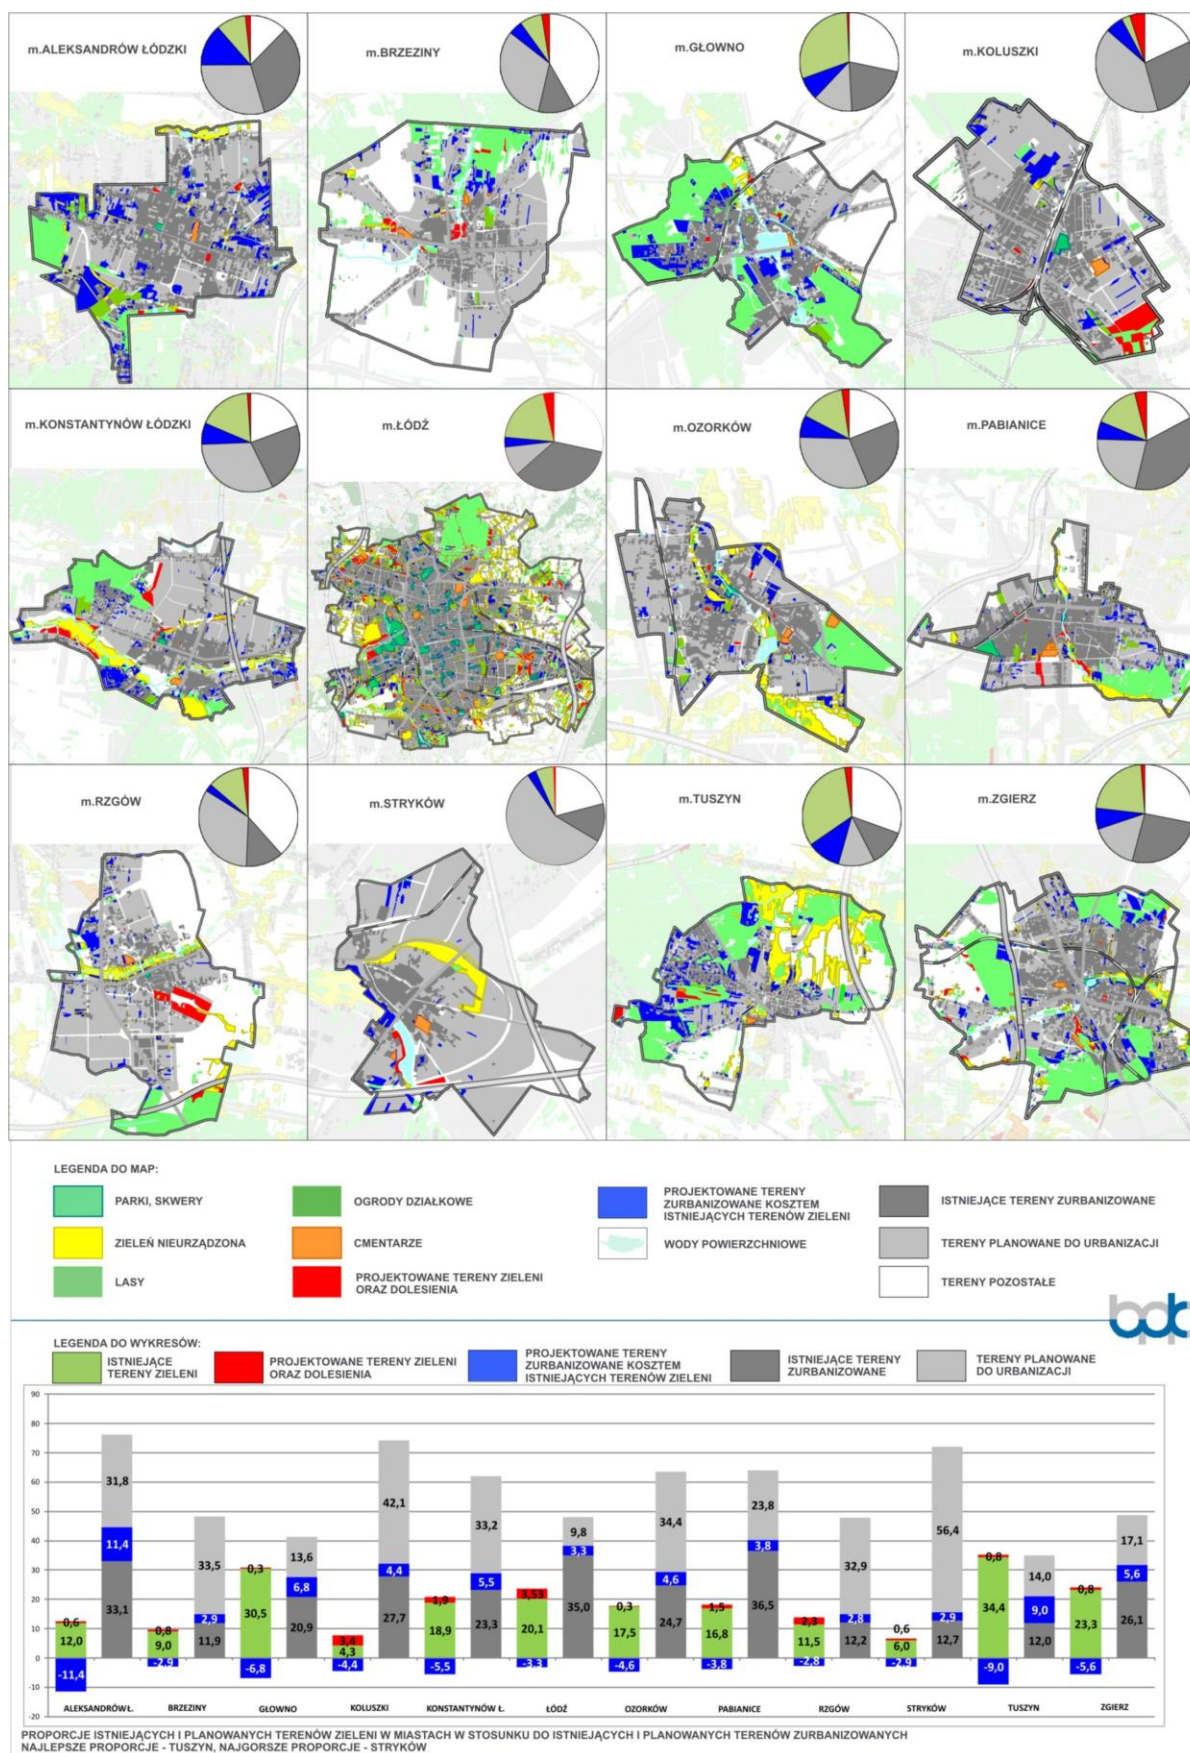 m.ALEKSANDRÓW ŁÓDZKI
m.BRZEZINY
m.GŁOWNO
m.KOLUSZKI
m.KONSTANTYNÓW ŁÓDZKI
m.ŁÓDŹ
m.OZORKÓW
m.PABIANICE
m.RZGÓW
m.STRYKÓW
m.TUSZYN
m.ZGIERZ
LEGENDA DO MAP:
PARKI, SKWERY
ZIELEŃ NIEURZĄDZONA
LASY
OGRODY DZIAŁKOWE
CMENTARZE
PROJEKTOWANE TERENY ZIELENI
ORAZ DOLESIENIA
PROJEKTOWANE TERENY
ZURBANIZOWANE KOSZTEM
ISTNIEJĄCYCH TERENÓW ZIELENI
WODY POWIERZCHNIOWE
ISTNIEJĄCE TERENY ZURBANIZOWANE
TERENY PLANOWANE DO URBANIZACJI
TERENY POZOSTAŁE
LEGENDA DO WYKRESÓW:
ISTNIEJĄCE
TERENY ZIELENI
PROJEKTOWANE TERENY ZIELENI
ORAZ DOLESIENIA
PROJEKTOWANE TERENY
ZURBANIZOWANE KOSZTEM
ISTNIEJĄCYCH TERENÓW ZIELENI
ISTNIEJĄCE TERENY
ZURBANIZOWANE
TERENY PLANOWANE
DO URBANIZACJI
90
80
70
60
50
40
30
20
10
0
-10
-20
0,6
12,0
-11,4
31,8
11,4
33,1
0,8
9,0
-2,9
33,5
2,9
11,9
0,3
30,5
-6,8
13,6
6,8
20,9
3,4
4,3
-4,4
42,1
4,4
27,7
1,9
18,9
-5,5
33,2
5,5
23,3
3,53
20,1
-3,3
9,8
3,3
35,0
0,3
17,5
-4,6
34,4
4,6
24,7
1,5
16,8
-3,8
23,8
3,8
36,5
2,3
11,5
-2,8
32,9
2,8
12,2
0,6
6,0
-2,9
56,4
2,9
12,7
0,8
34,4
-9,0
14,0
9,0
12,0
0,8
23,3
-5,6
17,1
5,6
26,1
ALEKSANDRÓW Ł.
BRZEZINY
GŁOWNO
KOLUSZKI
KONSTANTYNÓW Ł.
ŁÓDŹ
OZORKÓW
PABIANICE
RZGÓW
STRYKÓW
TUSZYN
ZGIERZ
PROPORCJE ISTNIEJĄCYCH I PLANOWANYCH TERENÓW ZIELENI W MIASTACH W STOSUNKU DO ISTNIEJĄCYCH I PLANOWANYCH TERENÓW ZURBANIZOWANYCH
NAJLEPSZE PROPORCJE - TUSZYN, NAJGORSZE PROPORCJE - STRYKÓW